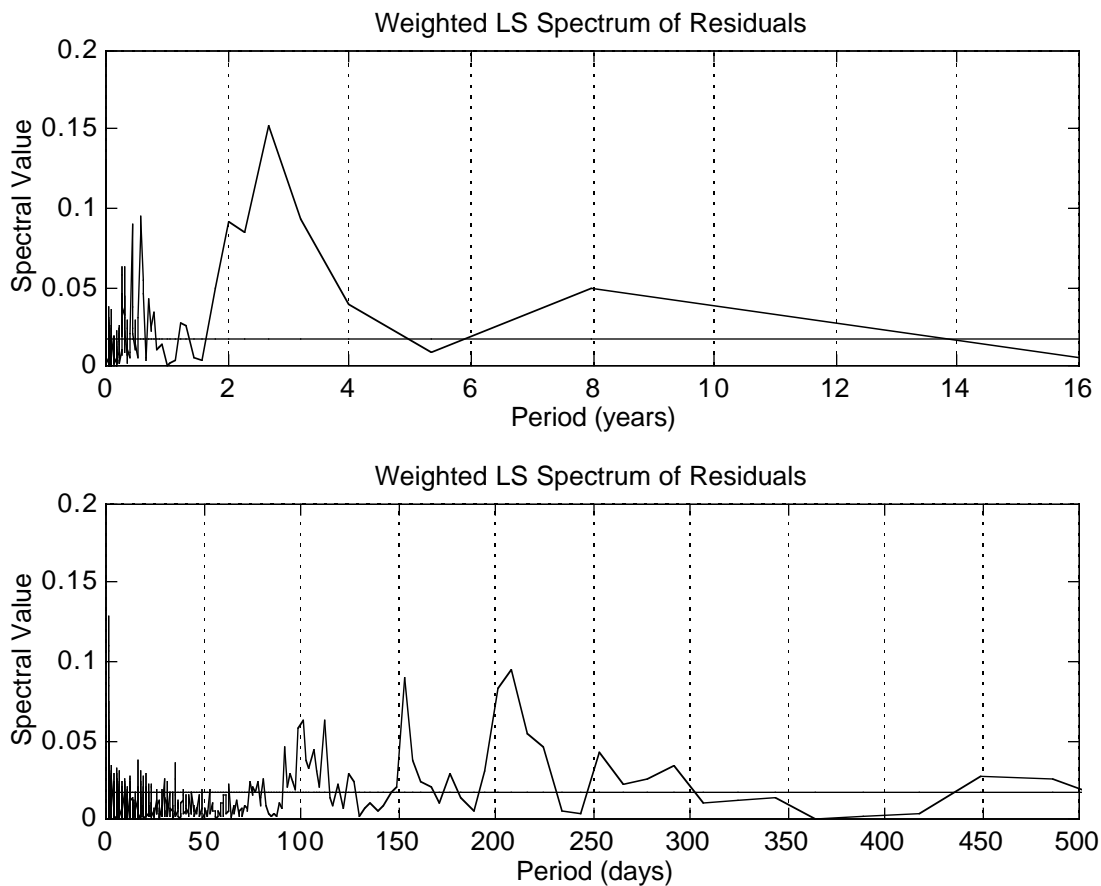 Weighted LS Spectrum of Residuals
0.2
0.15
0.1
0.05
0
Spectral Value
0 2 4 6 8 10 12 14 16
Period (years)
Weighted LS Spectrum of Residuals
0.2
0.15
0.1
0.05
0
Spectral Value
0 50 100 150 200 250 300 350 400 450 500
Period (days)